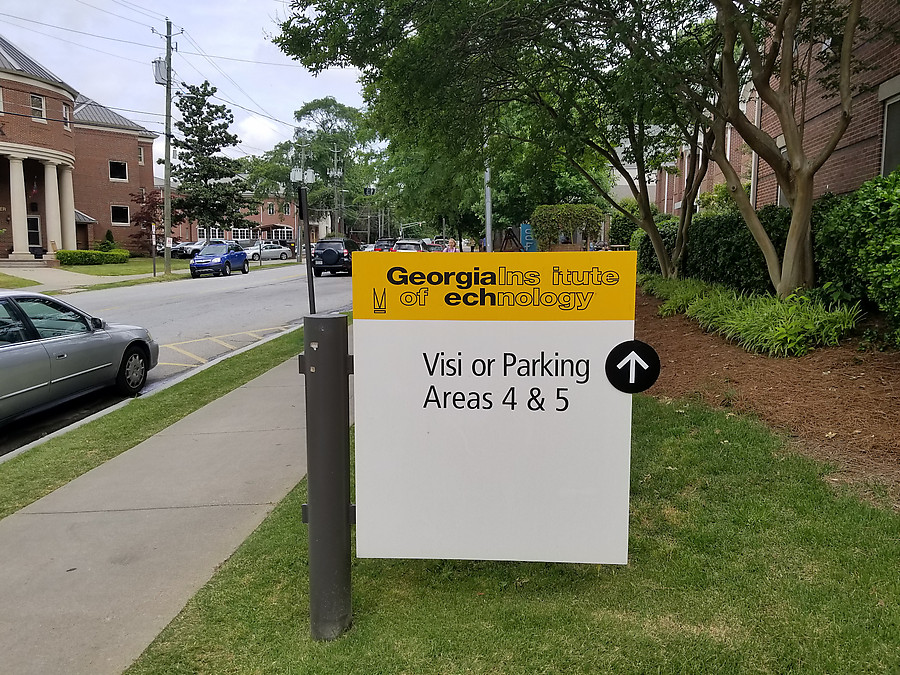 GeorgiaIns itute
of echnology
Visi or Parking
Areas 4 & 5